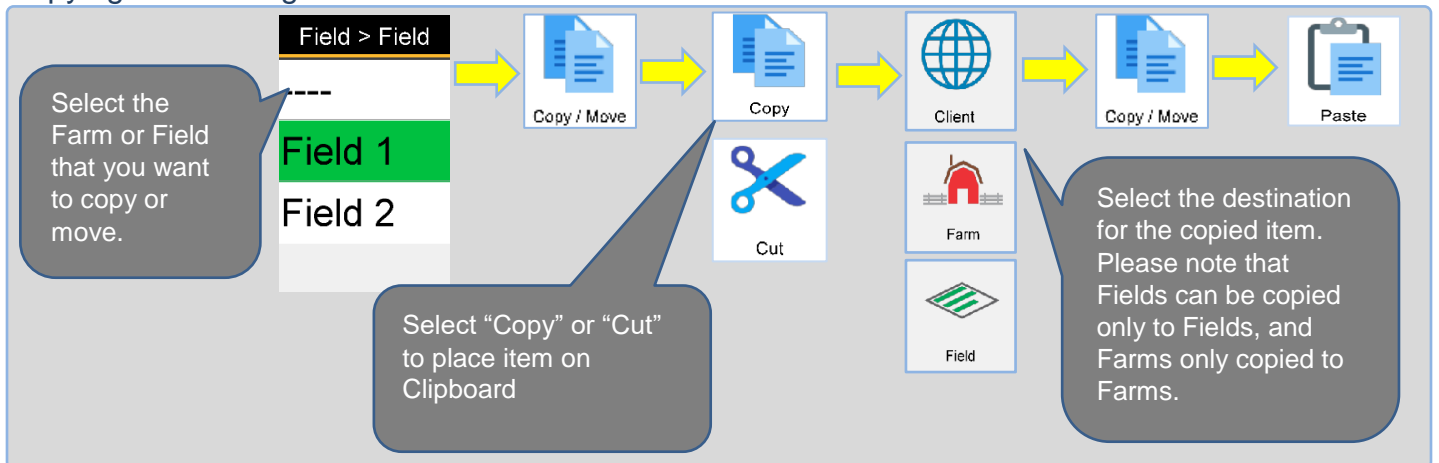 Field > Field
----
Field 1
Field 2
Select the
Farm or Field
that you want
to copy or
move.
Copy / Move
Copy
Cut
Select “Copy” or “Cut”
to place item on
Clipboard
Client
Farm
Field
Copy / Move
Paste
Select the destination
for the copied item.
Please note that
Fields can be copied
only to Fields, and
Farms only copied to
Farms.